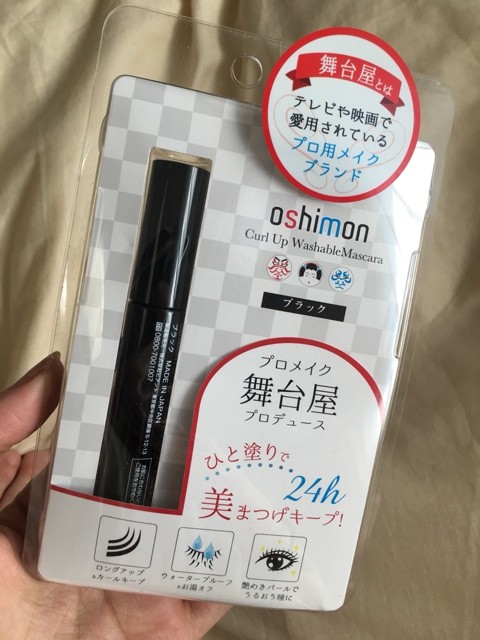 舞台屋とは
テレビや映画で
愛用されている
プロ用メイク
ブランド
oshimon
Curl Up WashableMascara
ブラック
プロメイク
舞台屋
プロデュース
ひと塗りで
24h
美まつげキープ!
ロングアップ
&カールキープ
ウォータープルーフ
&お湯オフ
艶めきパールで
うるおう瞳に
ブラック MADE IN JAPAN
0800-7001007